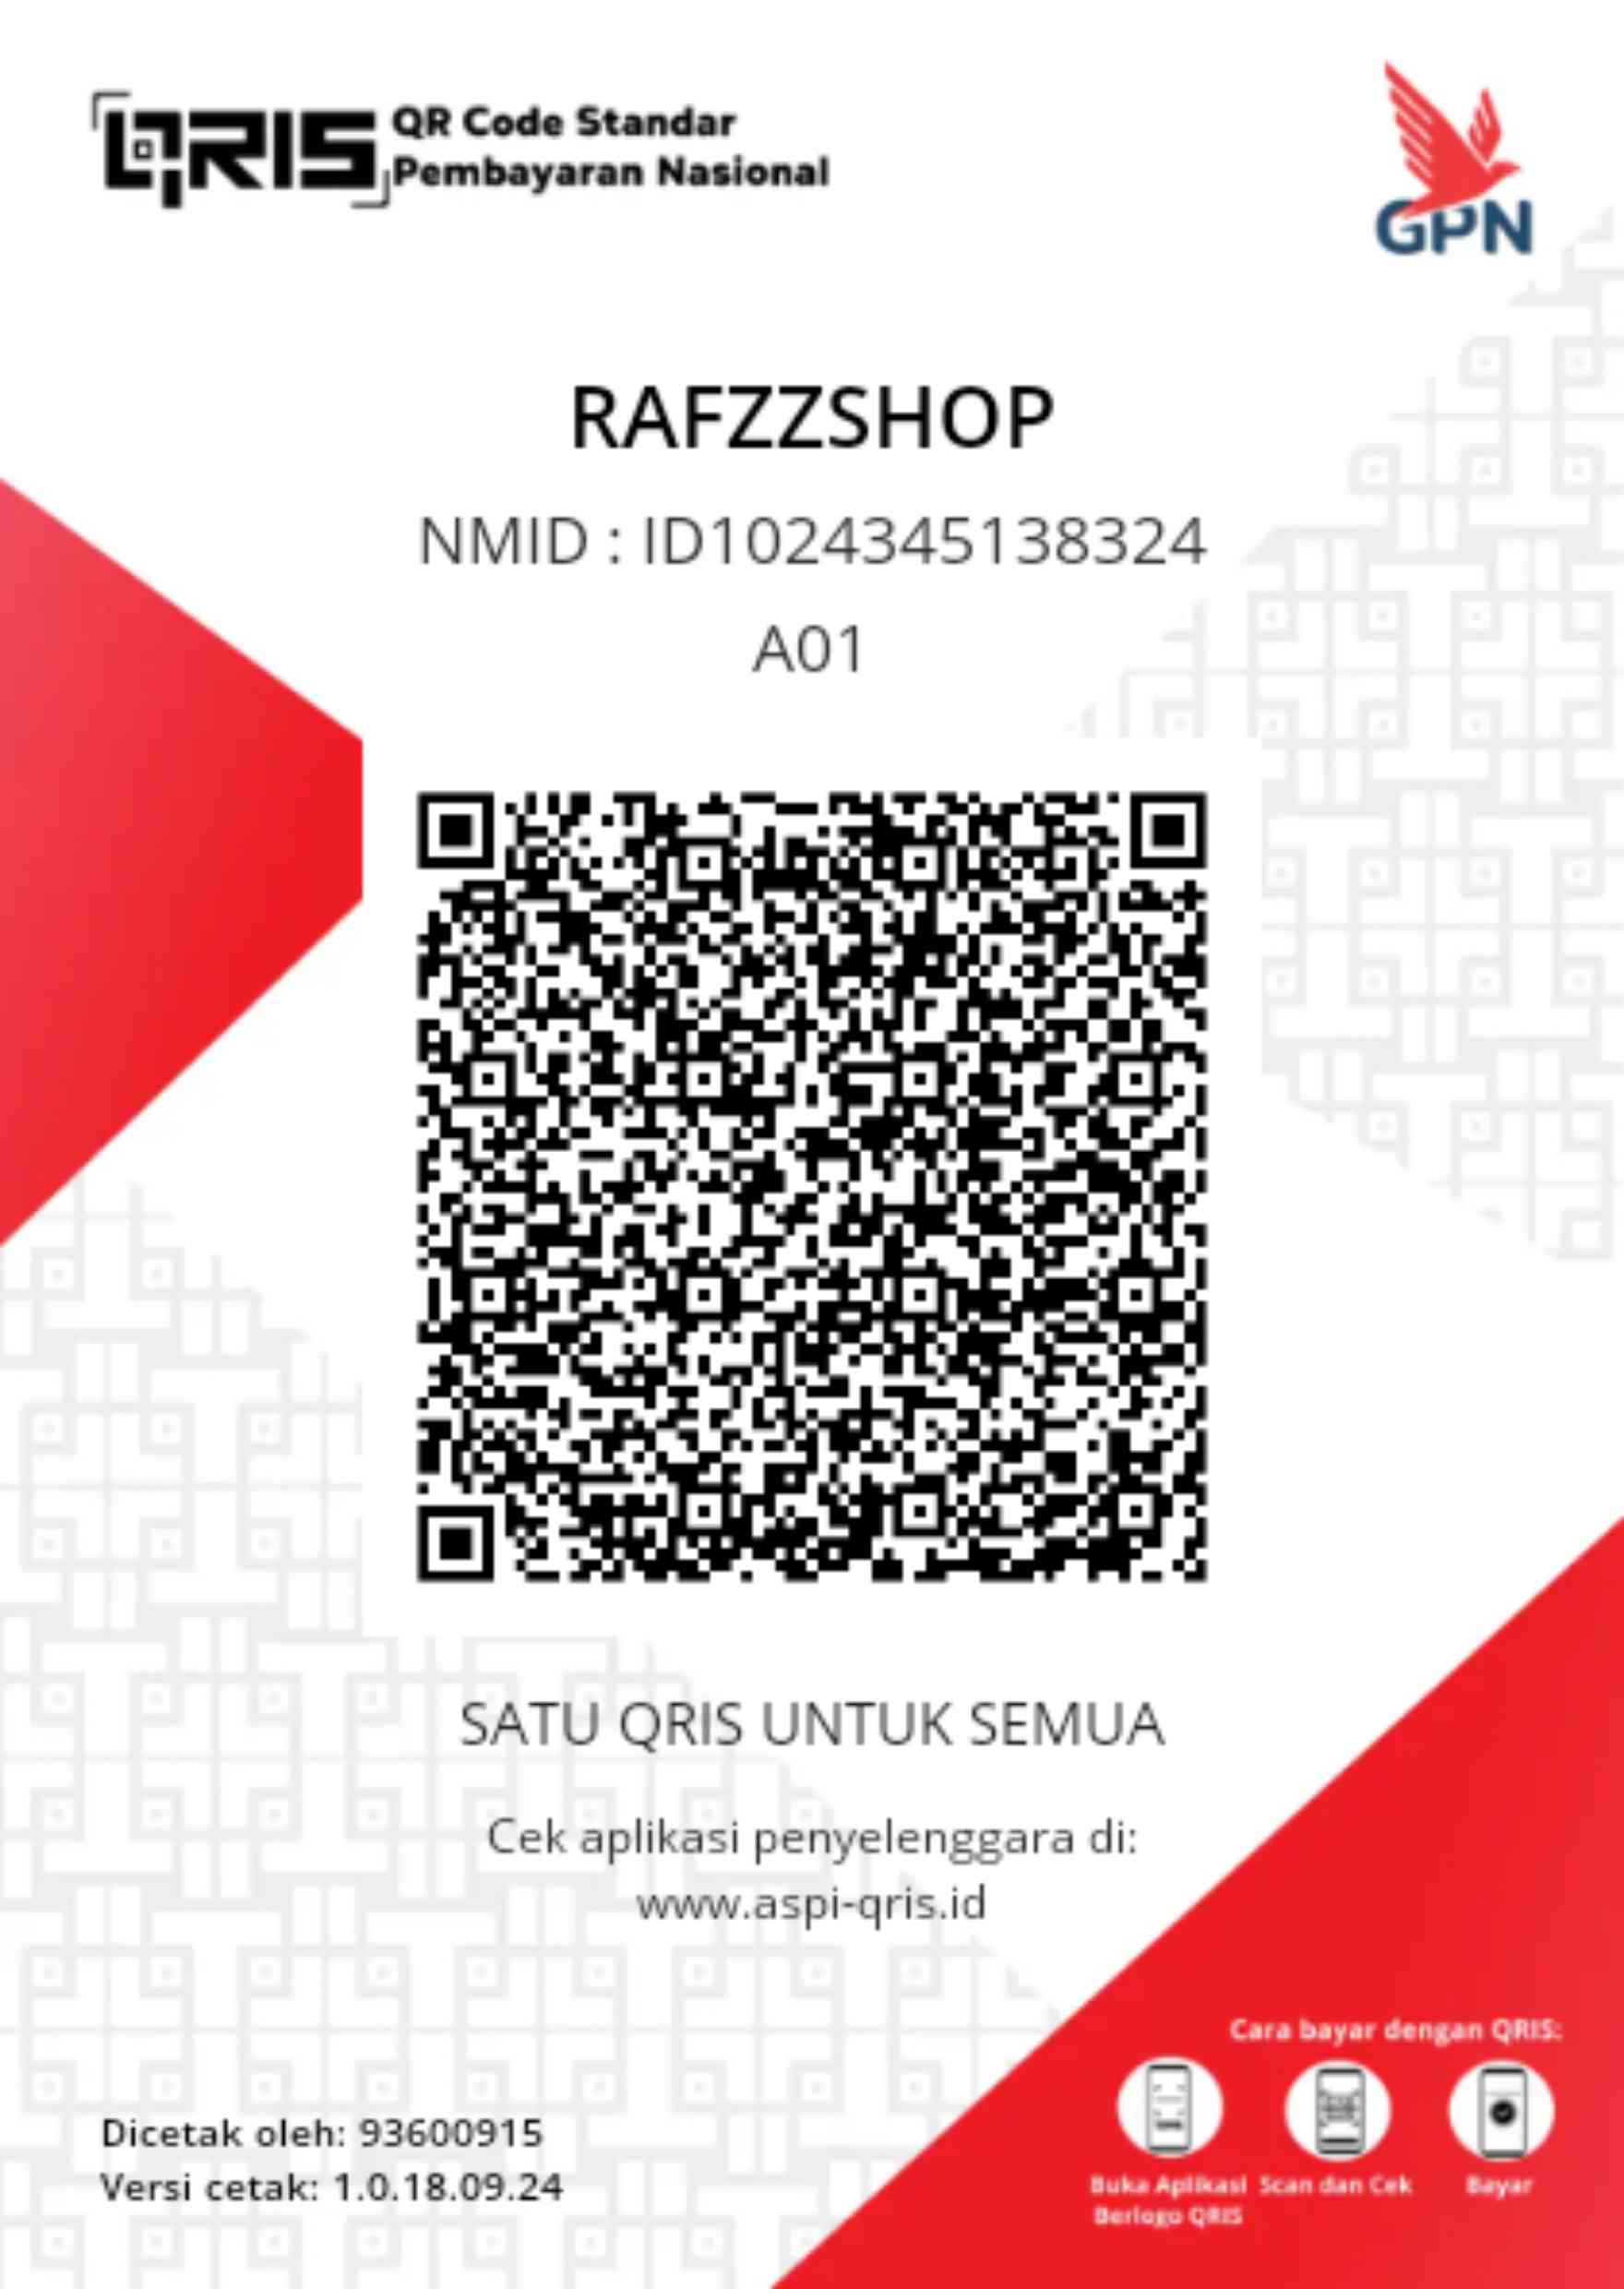 QRIS QR Code Standar
Pembayaran Nasional
GPN
RAFZZSHOP
NMID : ID1024345138324
A01
SATU QRIS UNTUK SEMUA
Cek aplikasi penyelenggara di:
www.aspi-qris.id
Cara bayar dengan QRIS:
Buka Aplikasi Berlogo QRIS
Scan dan Cek
Bayar
Dicetak oleh: 93600915
Versi cetak: 1.0.18.09.24